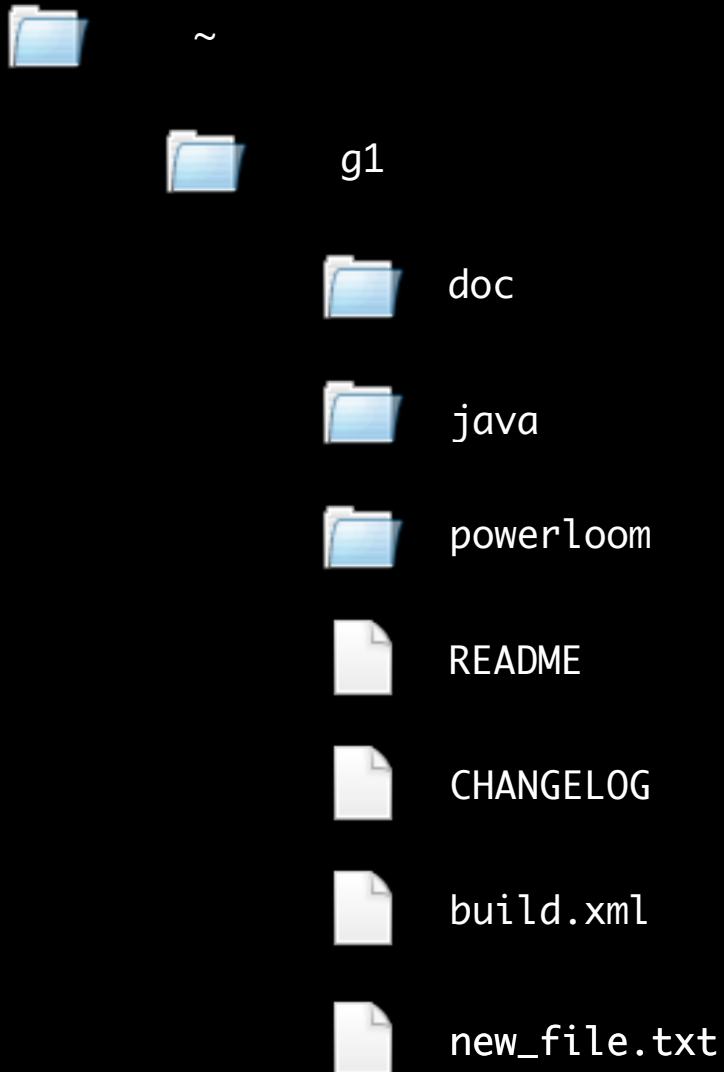 ~
g1
doc
java
powerloom
README
CHANGELOG
build.xml
new_file.txt